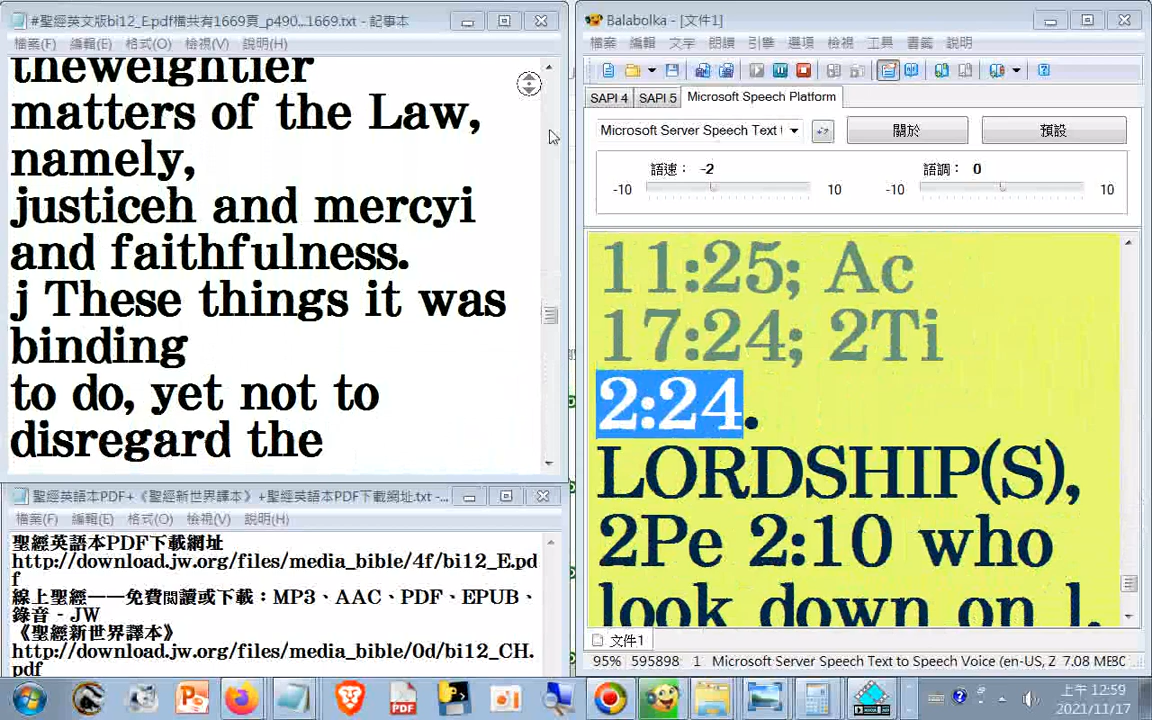 #聖經英文版bi12_E.pdf檔共有1669頁_p490...1669.txt - 記事本
檔案(F) 編輯(E) 格式(O) 檢視(V) 說明(H)
theweightier
matters of the Law,
namely,
justiceh and mercyi
and faithfulness.
j These things it was
binding
to do, yet not to
disregard the
聖經英語本PDF+《聖經新世界譯本》+聖經英語本PDF下載網址.txt -...
檔案(F) 編輯(E) 格式(O) 檢視(V) 說明(H)
聖經英語本PDF下載網址
http://download.jw.org/files/media_bible/4f/bi12_E.pd
f
線上聖經——免費閱讀或下載：MP3、AAC、PDF、EPUB、
錄音 - JW
《聖經新世界譯本》
http://download.jw.org/files/media_bible/0d/bi12_CH.
pdf
Balabolka - [文件1]
檔案 編輯 文字 朗讀 引擎 選項 檢視 工具 書籤 說明
SAPI 4 SAPI 5 Microsoft Speech Platform
Microsoft Server Speech Text 關於 預設
語速： -2 語調： 0
-10 10 -10 10
11:25; Ac
17:24; 2Ti
2:24.
LORDSHIP(S),
2Pe 2:10 who
look down on l.
文件1
95% 595898 1 Microsoft Server Speech Text to Speech Voice (en-US, Z 7.08 MB
上午 12:59
2021/11/17